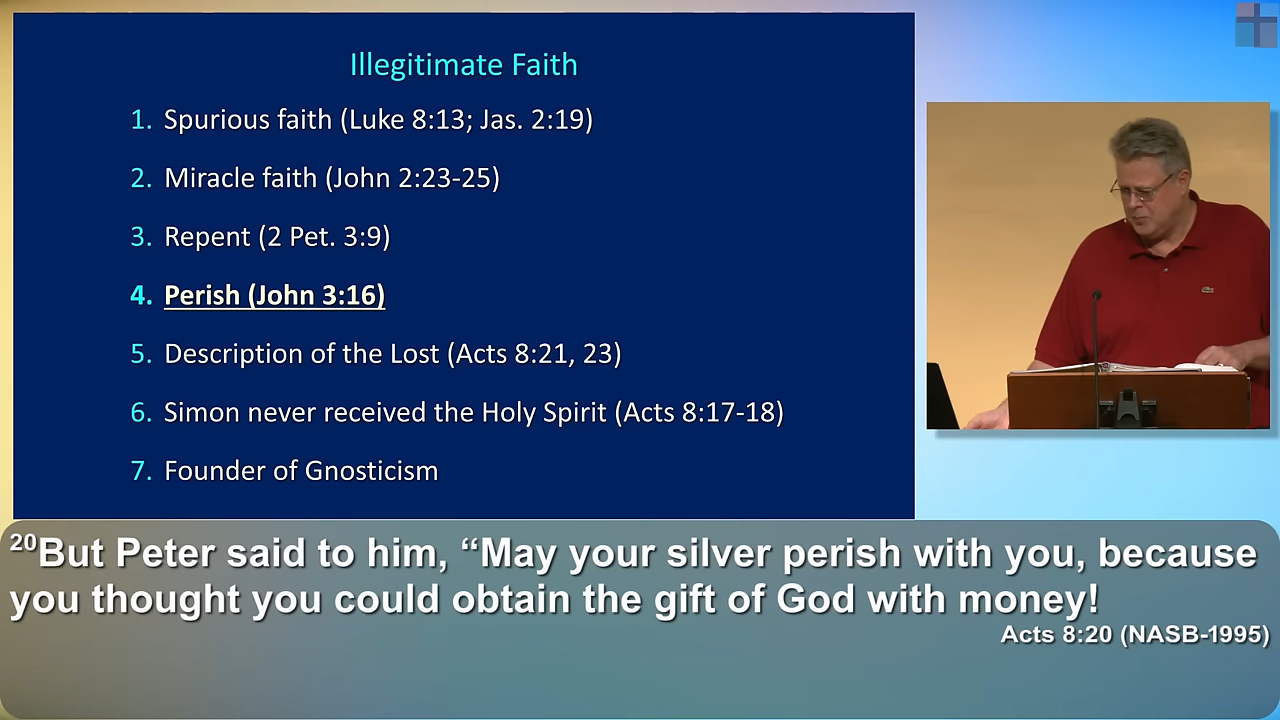 Illegitimate Faith
1. Spurious faith (Luke 8:13; Jas. 2:19)
2. Miracle faith (John 2:23-25)
3. Repent (2 Pet. 3:9)
4. Perish (John 3:16)
5. Description of the Lost (Acts 8:21, 23)
6. Simon never received the Holy Spirit (Acts 8:17-18)
7. Founder of Gnosticism
20But Peter said to him, “May your silver perish with you, because
you thought you could obtain the gift of God with money!
Acts 8:20 (NASB-1995)